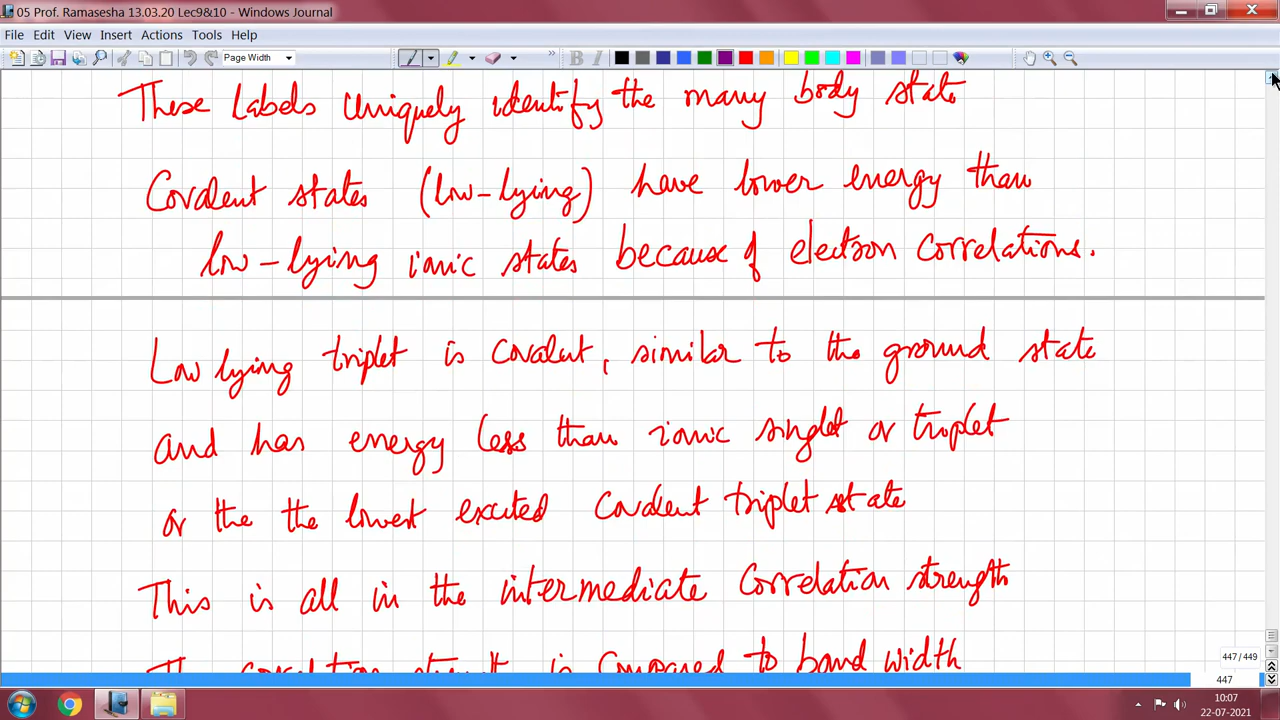 05 Prof. Ramasesha 13.03.20 Lec9&10 - Windows Journal
File Edit View Insert Actions Tools Help
Page Width
These Labels Uniquely identify the many body state
Covalent states (low-lying) have lower energy than
low-lying ionic states because of electron correlations.
Low lying triplet is Covalent, similar to the ground state
and has energy less than ionic singlet or triplet
or the the lowest excited Covalent triplet state
This is all in the intermediate Correlation strength
is Compared to band width
447 / 449
447
10:07
22-07-2021